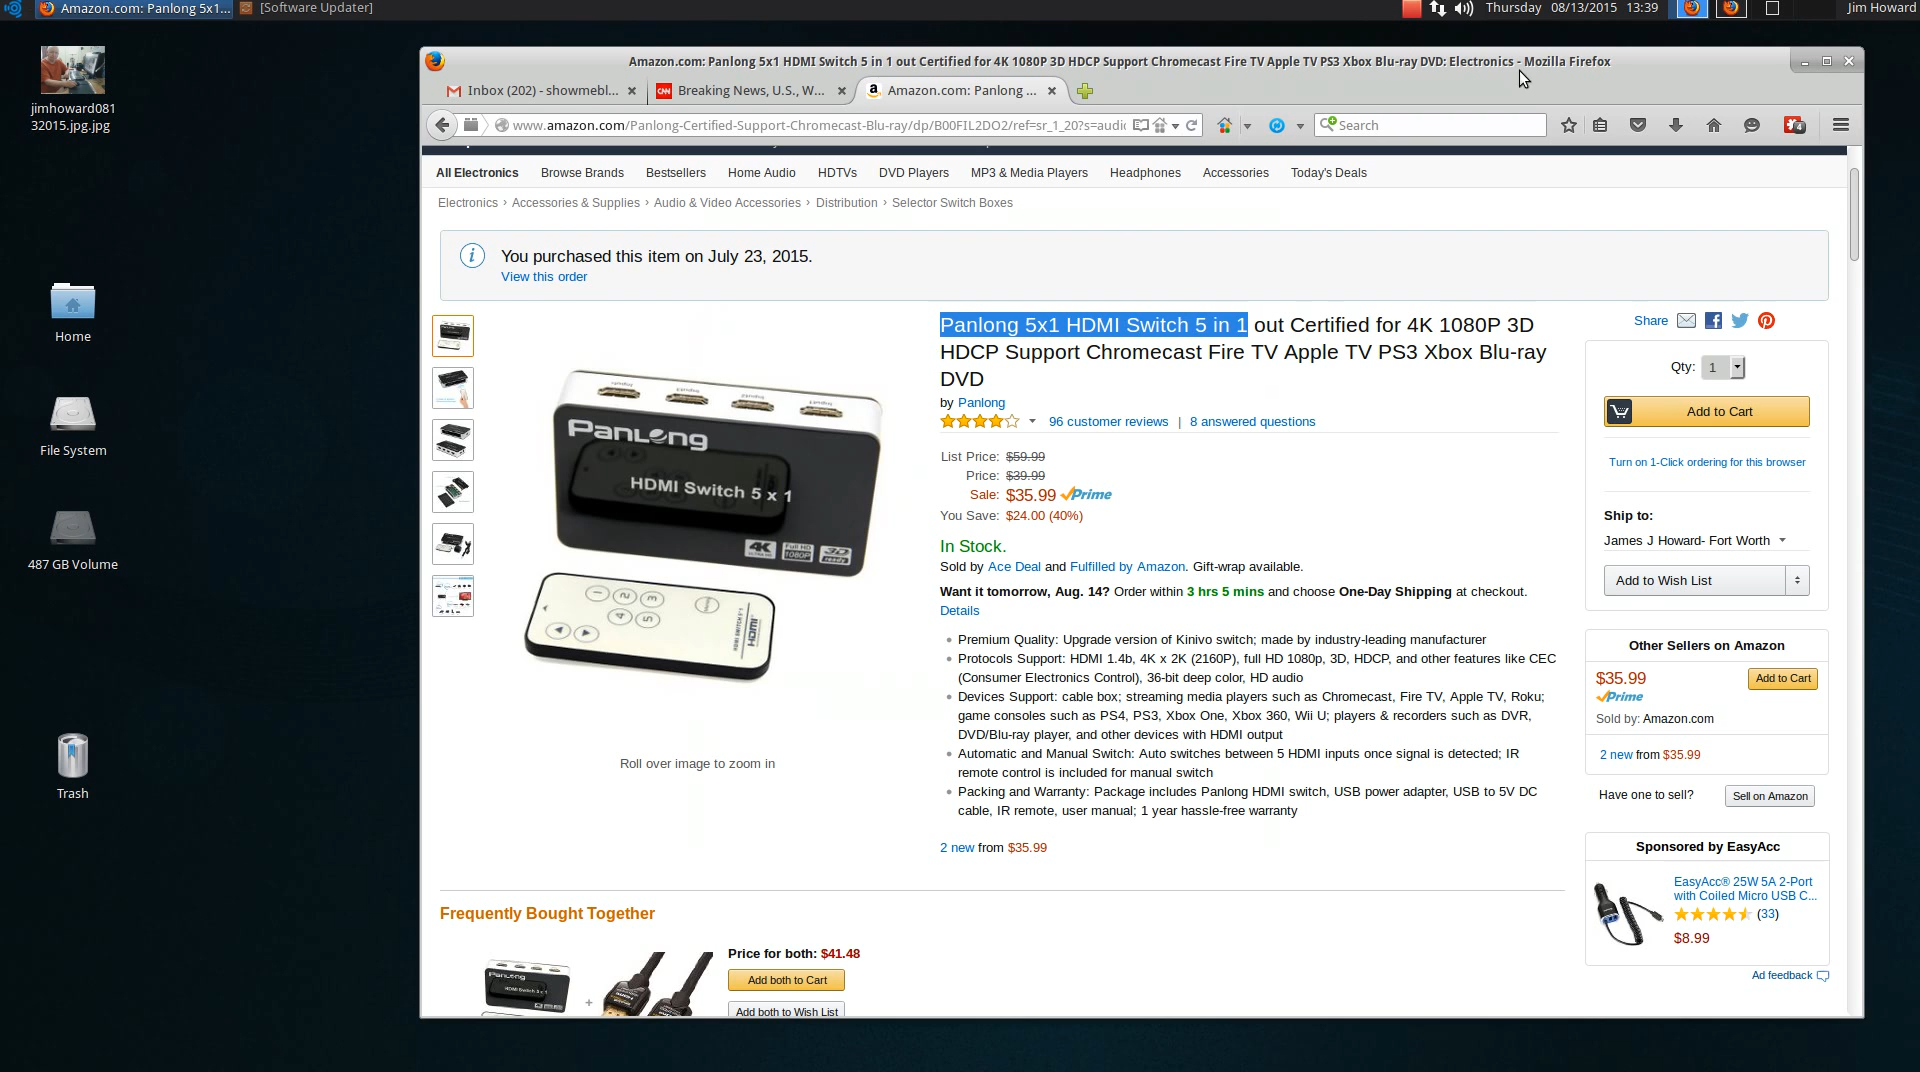 Amazon.com: Panlong 5x1...
[Software Updater]
Thursday 08/13/2015 13:39
Jim Howard
jimhoward081
32015.jpg.jpg
Home
File System
487 GB Volume
Trash
Amazon.com: Panlong 5x1 HDMI Switch 5 in 1 out Certified for 4K 1080P 3D HDCP Support Chromecast Fire TV Apple TV PS3 Xbox Blu-ray DVD: Electronics - Mozilla Firefox
Inbox (202) - showmebl...
CNN
Breaking News, U.S., W...
Amazon.com: Panlong ...
www.amazon.com/Panlong-Certified-Support-Chromecast-Blu-ray/dp/B00FIL2DO2/ref=sr_1_20?s=audio
Search
4
All Electronics Browse Brands Bestsellers Home Audio HDTVs DVD Players MP3 & Media Players Headphones Accessories Today's Deals
Electronics › Accessories & Supplies › Audio & Video Accessories › Distribution › Selector Switch Boxes
You purchased this item on July 23, 2015.
View this order
Panlong 5x1 HDMI Switch 5 in 1 out Certified for 4K 1080P 3D
HDCP Support Chromecast Fire TV Apple TV PS3 Xbox Blu-ray
DVD
by Panlong
96 customer reviews | 8 answered questions
List Price: $59.99
Price: $39.99
Sale: $35.99 Prime
You Save: $24.00 (40%)
In Stock.
Sold by Ace Deal and Fulfilled by Amazon. Gift-wrap available.
Want it tomorrow, Aug. 14? Order within 3 hrs 5 mins and choose One-Day Shipping at checkout.
Details
Premium Quality: Upgrade version of Kinivo switch; made by industry-leading manufacturer
Protocols Support: HDMI 1.4b, 4K x 2K (2160P), full HD 1080p, 3D, HDCP, and other features like CEC
(Consumer Electronics Control), 36-bit deep color, HD audio
Devices Support: cable box; streaming media players such as Chromecast, Fire TV, Apple TV, Roku;
game consoles such as PS4, PS3, Xbox One, Xbox 360, Wii U; players & recorders such as DVR,
DVD/Blu-ray player, and other devices with HDMI output
Automatic and Manual Switch: Auto switches between 5 HDMI inputs once signal is detected; IR
remote control is included for manual switch
Packing and Warranty: Package includes Panlong HDMI switch, USB power adapter, USB to 5V DC
cable, IR remote, user manual; 1 year hassle-free warranty
2 new from $35.99
PanLong
HDMI Switch 5 x 1
4K
Full HD
1080P
3D
1 2 3
4 5
HDMI SWITCH 5*1
HDMI
Roll over image to zoom in
Share
Qty: 1
Add to Cart
Turn on 1-Click ordering for this browser
Ship to:
James J Howard- Fort Worth
Add to Wish List
Other Sellers on Amazon
$35.99
Add to Cart
Prime
Sold by: Amazon.com
2 new from $35.99
Have one to sell?
Sell on Amazon
Sponsored by EasyAcc
EasyAcc® 25W 5A 2-Port
with Coiled Micro USB C...
(33)
$8.99
Ad feedback
Frequently Bought Together
PanLong
HDMI Switch 5 x 1
+
Price for both: $41.48
Add both to Cart
Add both to Wish List